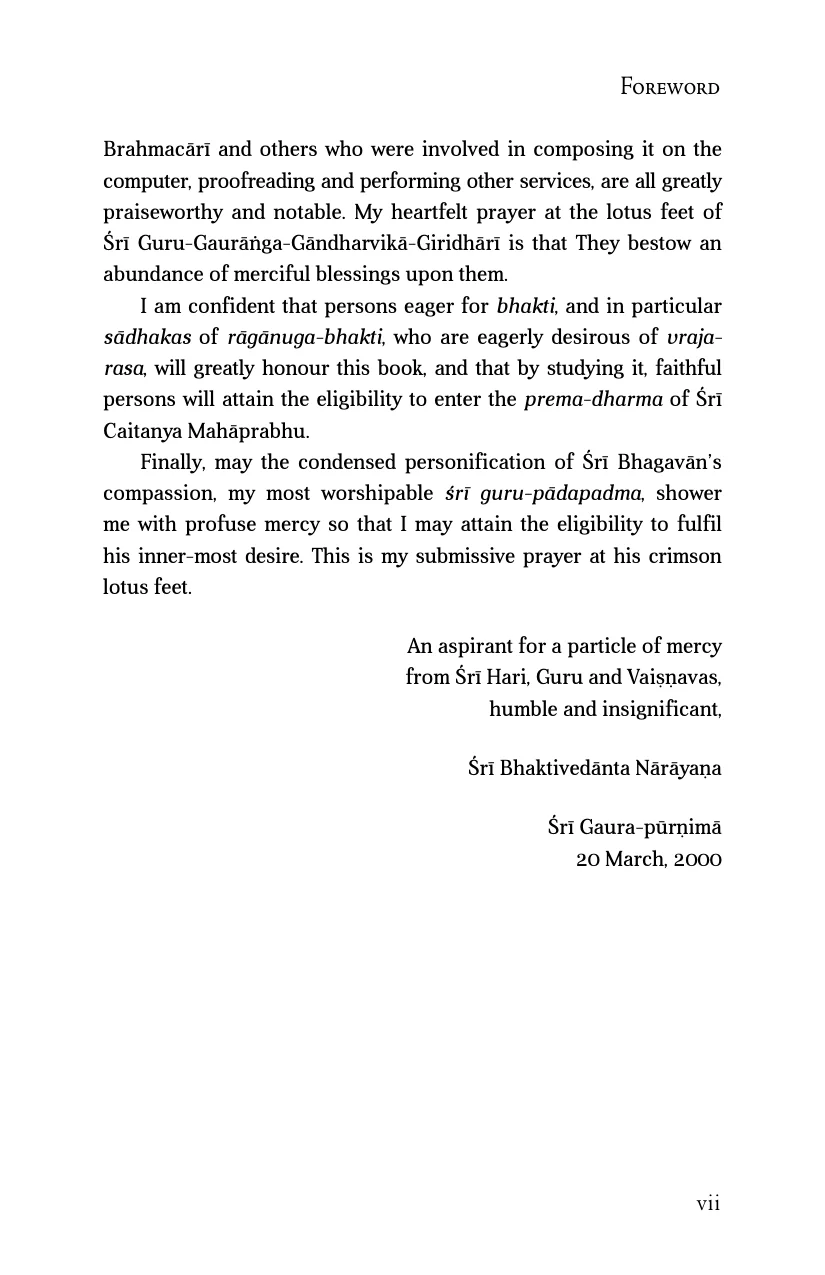 Foreword
Brahmacārī and others who were involved in composing it on the
computer, proofreading and performing other services, are all greatly
praiseworthy and notable. My heartfelt prayer at the lotus feet of
Śrī Guru-Gaurāṅga-Gāndharvikā-Giridhārī is that They bestow an
abundance of merciful blessings upon them.
I am confident that persons eager for bhakti, and in particular
sādhakas of rāgānuga-bhakti, who are eagerly desirous of vraja-
rasa, will greatly honour this book, and that by studying it, faithful
persons will attain the eligibility to enter the prema-dharma of Śrī
Caitanya Mahāprabhu.
Finally, may the condensed personification of Śrī Bhagavān’s
compassion, my most worshipable śrī guru-pādapadma, shower
me with profuse mercy so that I may attain the eligibility to fulfil
his inner-most desire. This is my submissive prayer at his crimson
lotus feet.
An aspirant for a particle of mercy
from Śrī Hari, Guru and Vaiṣṇavas,
humble and insignificant,
Śrī Bhaktivedānta Nārāyaṇa
Śrī Gaura-pūrṇimā
20 March, 2000
vii